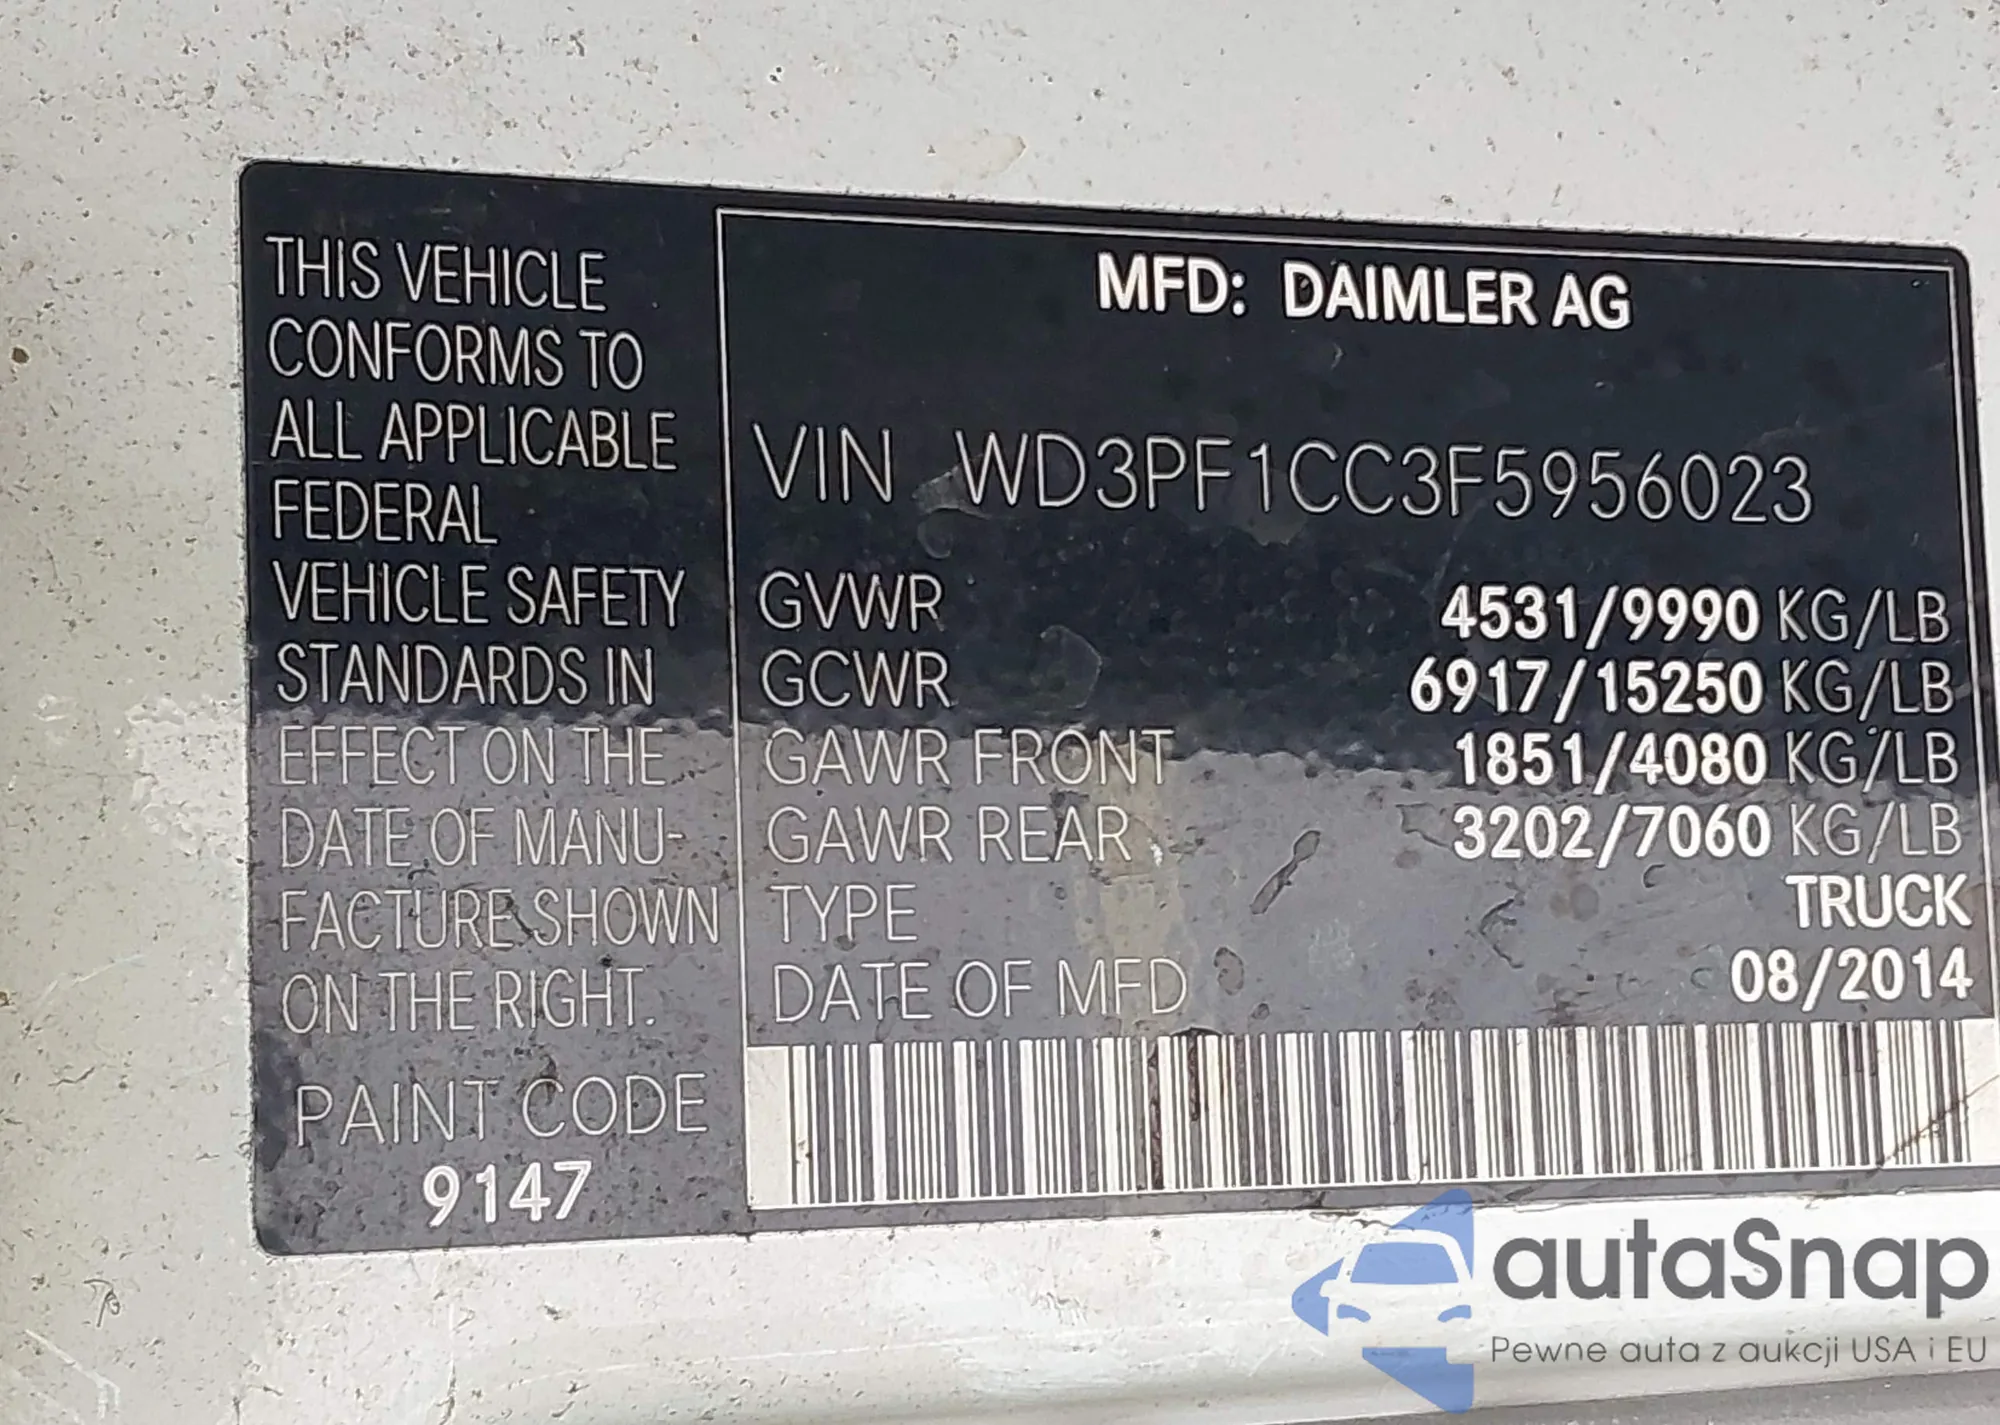 THIS VEHICLE
CONFORMS TO
ALL APPLICABLE
FEDERAL
VEHICLE SAFETY
STANDARDS IN
EFFECT ON THE
DATE OF MANU-
FACTURE SHOWN
ON THE RIGHT.
PAINT CODE
9147
MFD: DAIMLER AG
VIN WD3PF1CC3F5956023
GVWR 4531/9990 KG/LB
GCWR 6917/15250 KG/LB
GAWR FRONT 1851/4080 KG/LB
GAWR REAR 3202/7060 KG/LB
TYPE TRUCK
DATE OF MFD 08/2014
autaSnap
Pewne auta z aukcji USA i EU